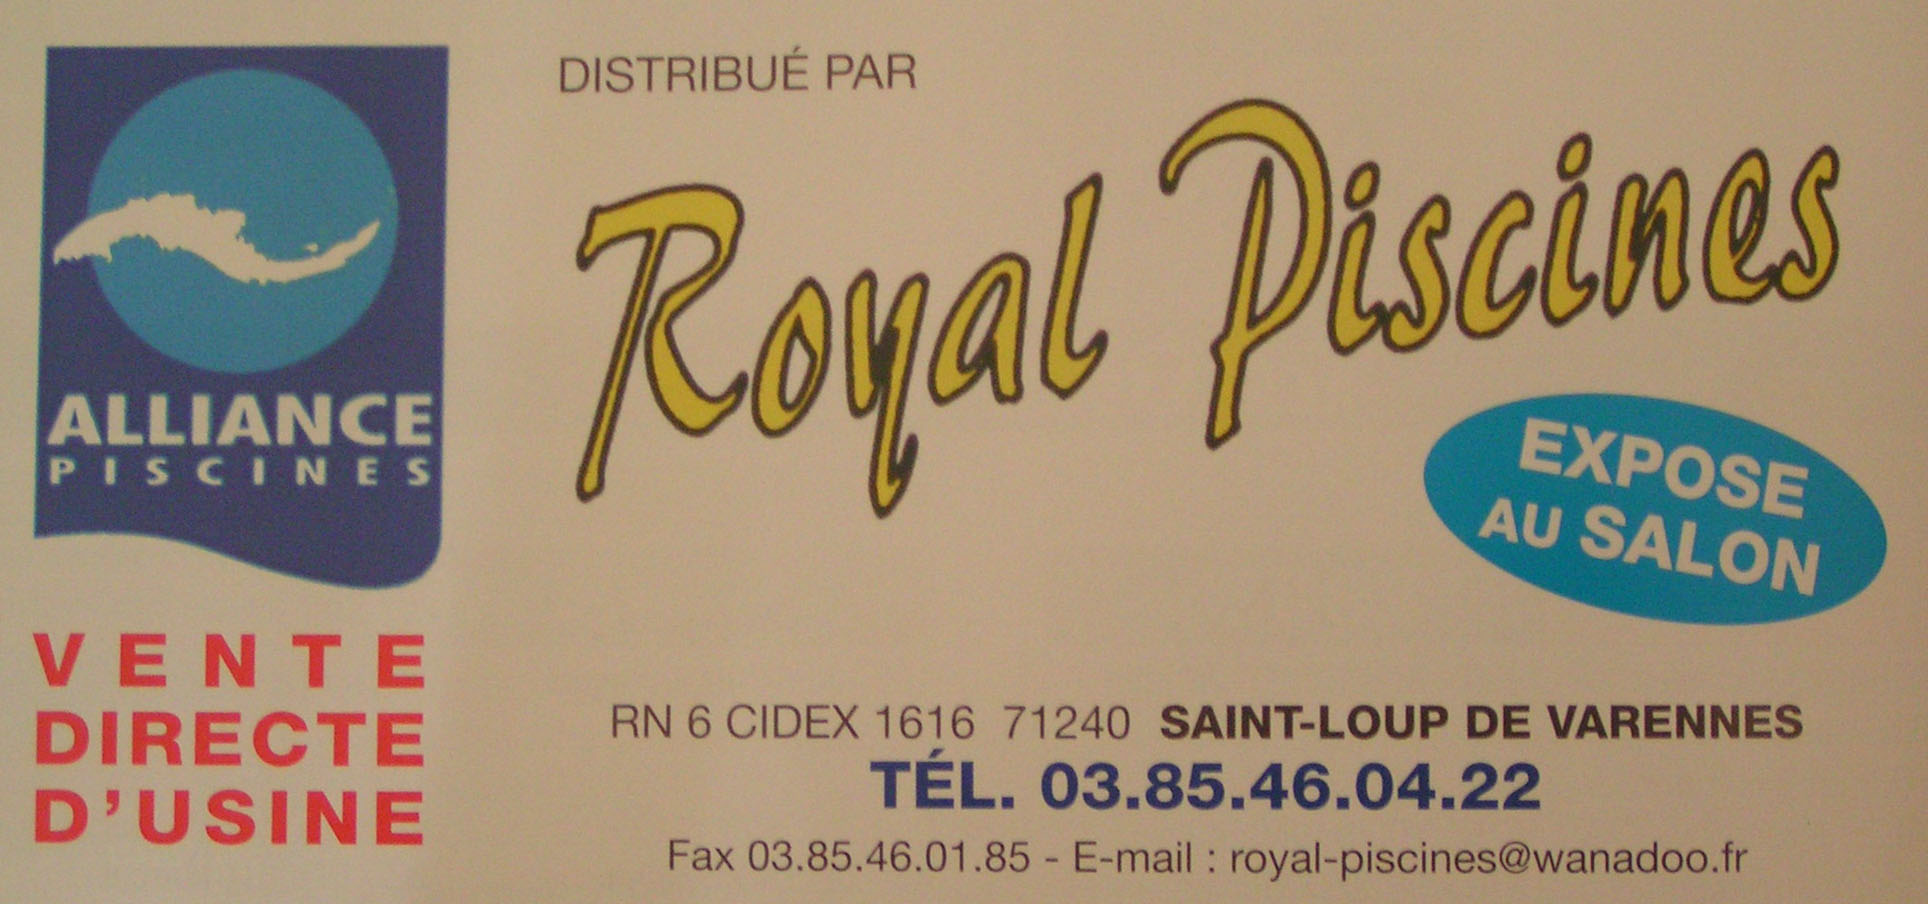 ALLIANCE
PISCINES
VENTE
DIRECTE
D'USINE
DISTRIBUÉ PAR
Royal Piscines
EXPOSE
AU SALON
RN 6 CIDEX 1616 71240 SAINT-LOUP DE VARENNES
TÉL. 03.85.46.04.22
Fax 03.85.46.01.85 - E-mail : royal-piscines@wanadoo.fr